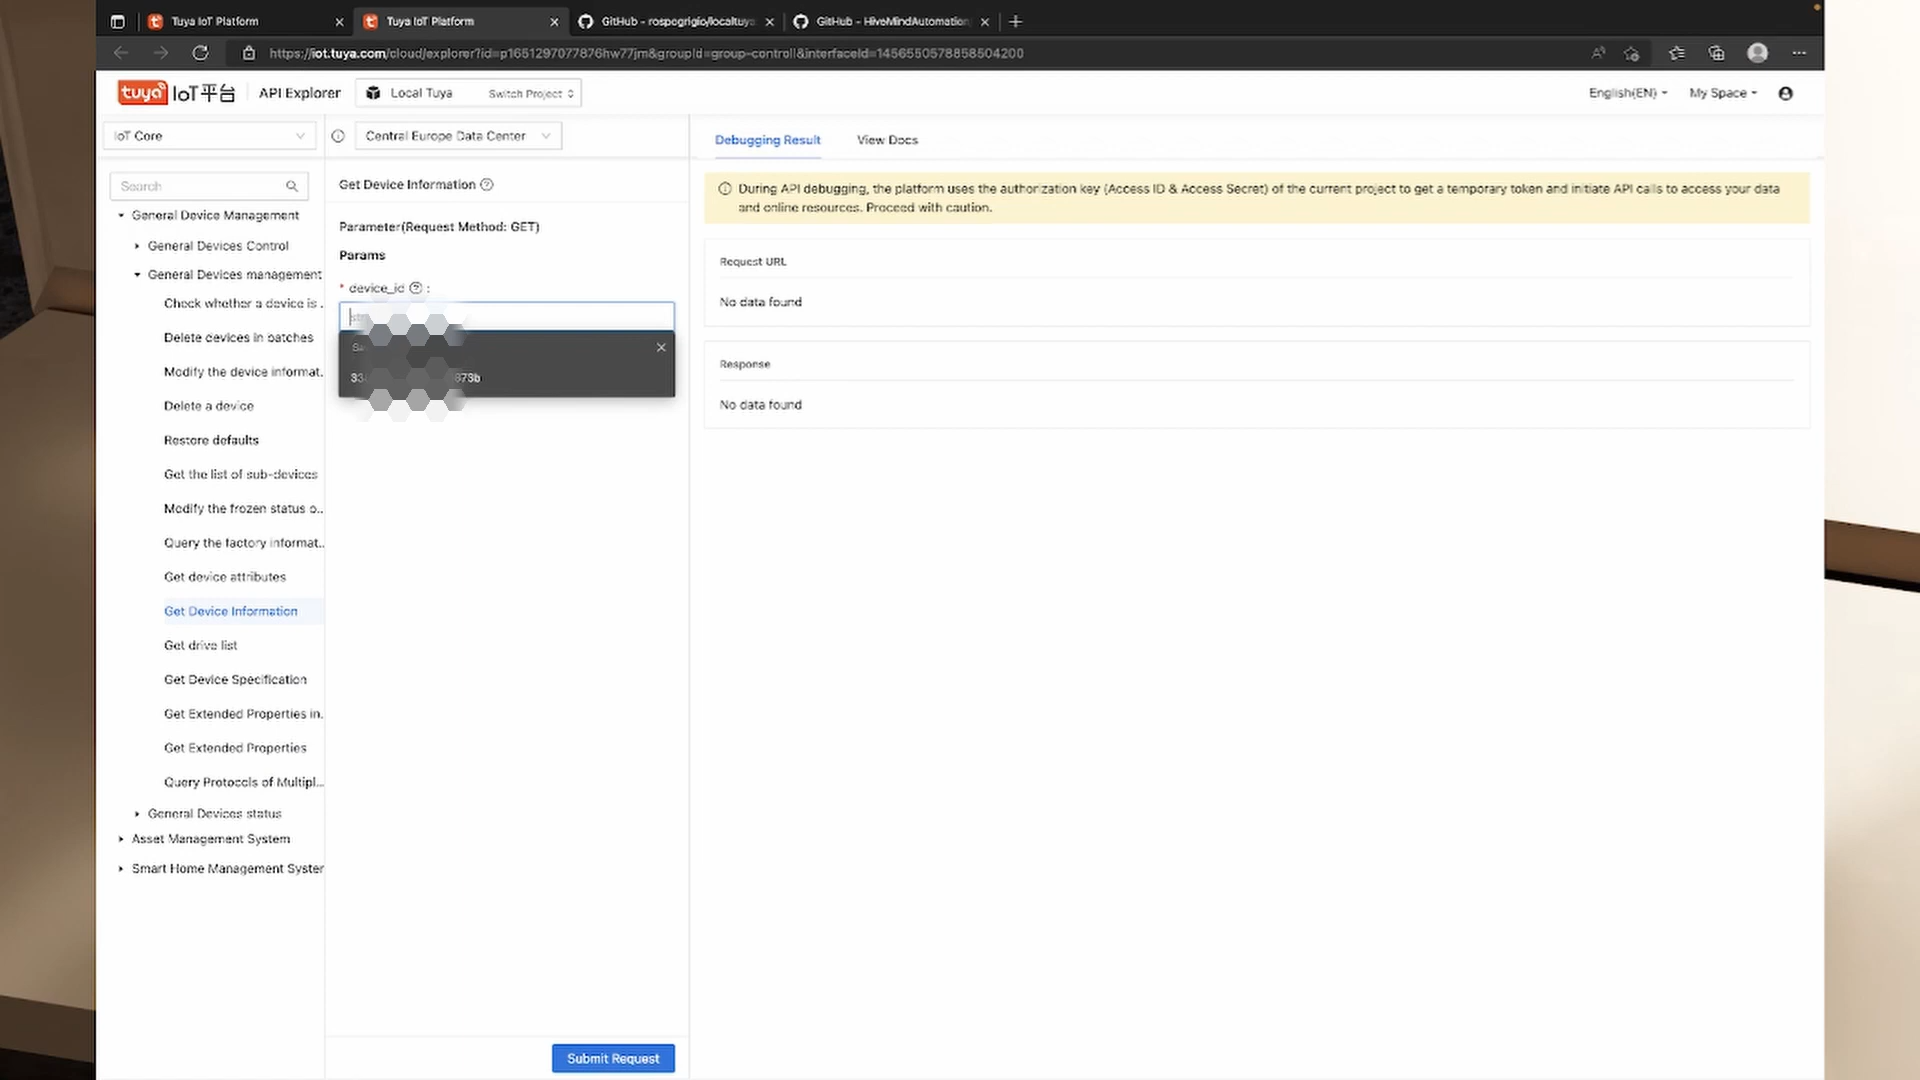 Tuya IoT Platform
Tuya IoT Platform
GitHub - rospogrigio/localtuya
GitHub - HiveMindAutomation
https://iot.tuya.com/cloud/explorer?id=p1651297077876hw77jm&groupId=group-controll&interfaceId=1456550578858504200
tuya IoT平台
API Explorer
Local Tuya
Switch Project
English(EN)
My Space
IoT Core
Central Europe Data Center
Debugging Result
View Docs
Search
General Device Management
General Devices Control
General Devices management
Check whether a device is .
Delete devices in batches
Modify the device informat.
Delete a device
Restore defaults
Get the list of sub-devices
Modify the frozen status o..
Query the factory informat..
Get device attributes
Get Device Information
Get drive list
Get Device Specification
Get Extended Properties in.
Get Extended Properties
Query Protocols of Multipl...
General Devices status
Asset Management System
Smart Home Management System
Get Device Information
Parameter(Request Method: GET)
Params
* device_id :
873b
Submit Request
During API debugging, the platform uses the authorization key (Access ID & Access Secret) of the current project to get a temporary token and initiate API calls to access your data
and online resources. Proceed with caution.
Request URL
No data found
Response
No data found